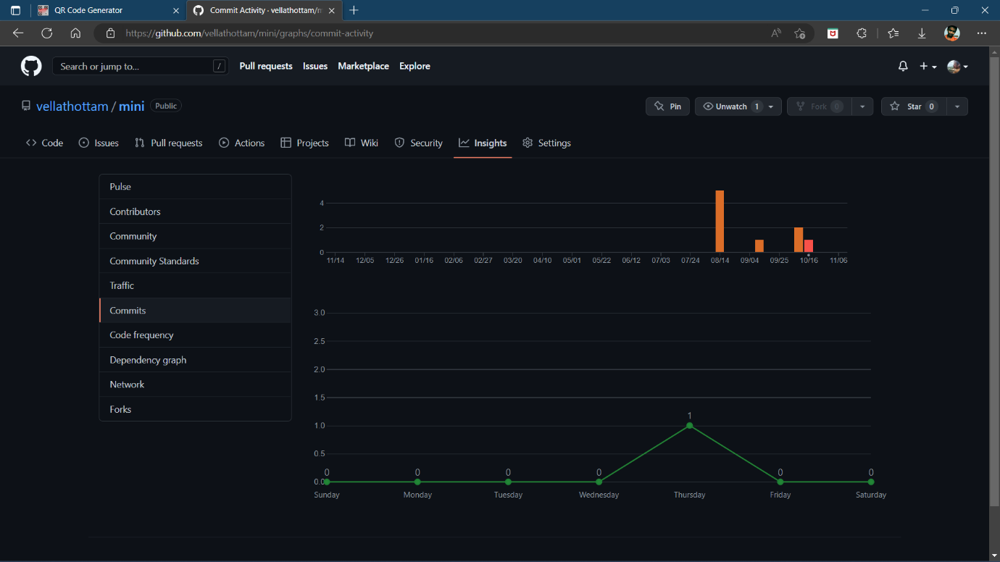 QR Code Generator
Commit Activity · vellathottam/m
https://github.com/vellathottam/mini/graphs/commit-activity
Search or jump to... /
Pull requests Issues Marketplace Explore
vellathottam / mini Public
Pin Unwatch 1 Fork 0 Star 0
Code Issues Pull requests Actions Projects Wiki Security Insights Settings
Pulse
Contributors
Community
Community Standards
Traffic
Commits
Code frequency
Dependency graph
Network
Forks
4
2
0
11/14 12/05 12/26 01/16 02/06 02/27 03/20 04/10 05/01 05/22 06/12 07/03 07/24 08/14 09/04 09/25 10/16 11/06
3.0
2.5
2.0
1.5
1.0
0.5
0.0
0 0 0 0 1 0 0
Sunday Monday Tuesday Wednesday Thursday Friday Saturday